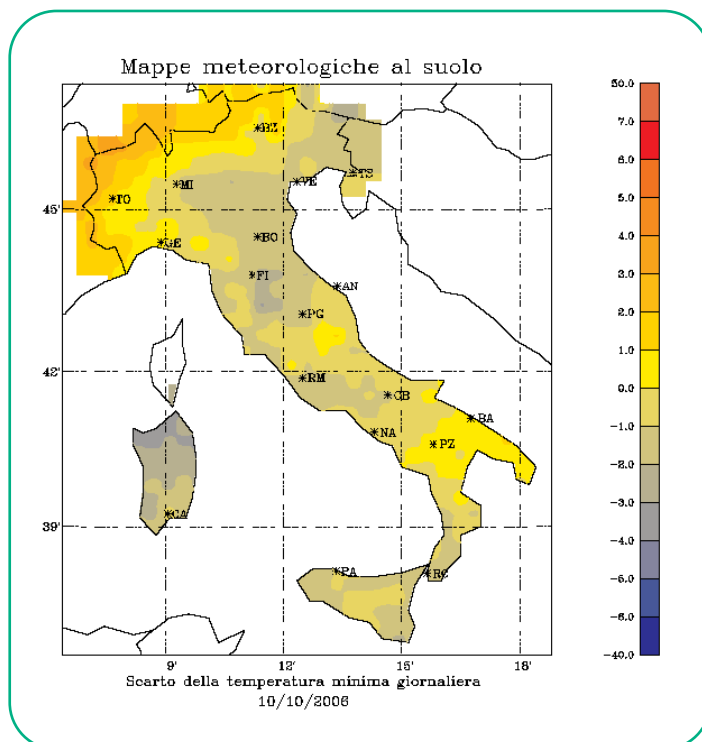 Mappe meteorologiche al suolo
50.0
7.0
6.0
5.0
4.0
3.0
2.0
1.0
0.0
-1.0
-2.0
-3.0
-4.0
-6.0
-6.0
-40.0
45'
42'
39'
9'
12'
15'
18'
BZ
TS
VE
MI
TO
GE
BO
FI
AN
PG
RM
CB
BA
NA
PZ
CA
PA
RC
Scarto della temperatura minima giornaliera
10/10/2006